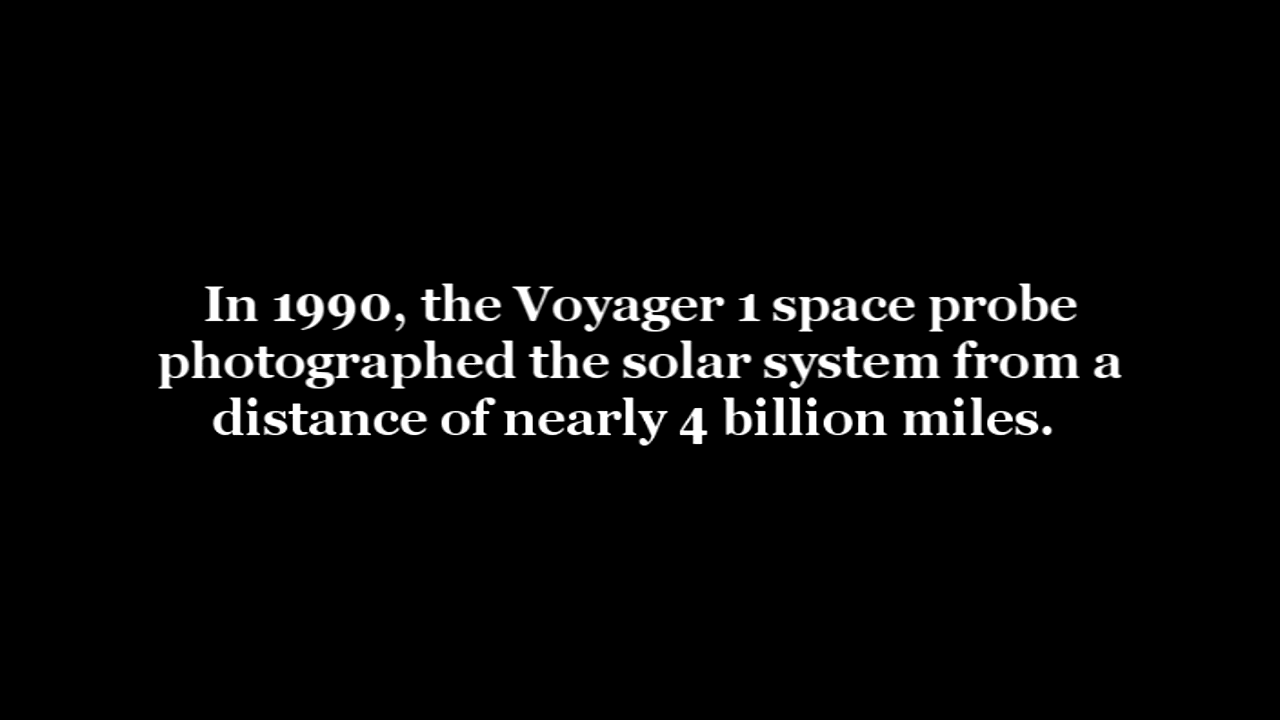 In 1990, the Voyager 1 space probe
photographed the solar system from a
distance of nearly 4 billion miles.